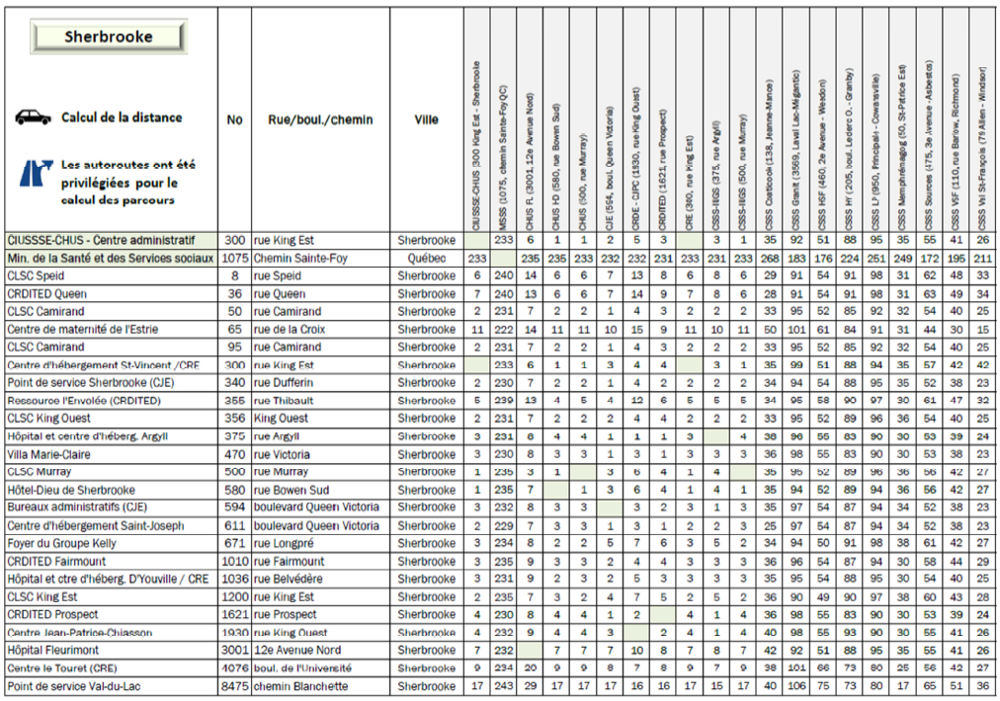 Sherbrooke
Calcul de la distance
Les autoroutes ont été
privilégiées pour le
calcul des parcours
No Rue/boul./chemin Ville
CIUSSSE-CHUS (300 King Est - Sherbrooke
MSSS (1075, chemin Sainte-Foy QC)
CHUS FL (3001, 12e Avenue Nord)
CHUS HD (580, rue Bowen Sud)
CHUS (500, rue Murray)
CJE (594, boul. Queen Victoria)
CRDE - CJPC (1930, rue King Ouest)
CRDITED (1621, rue Prospect)
CRE (300, rue King Est)
CSSS-IUGS (375, rue Argyll)
CSSS-IUGS (500, rue Murray)
CSSS Coaticook (138, Jeanne-Mance)
CSSS Granit (3569, Laval Lac-Mégantic)
CSSS HSF (460, 2e Avenue - Weedon)
CSSS HY (205, boul. Leclerc O. - Granby)
CSSS LP (950, Principale - Cowansville)
CSSS Memphrémagog (50, St-Patrice Est)
CSSS Sources (475, 3e Avenue - Asbestos)
CSSS VSF (110, rue Barlow, Richmond)
CSSS Val St-François (79 Allen - Windsor)
CIUSSSE-CHUS - Centre administratif 300 rue King Est Sherbrooke 233 6 1 1 2 5 3 3 1 35 92 51 88 95 35 55 41 26
Min. de la Santé et des Services sociaux 1075 Chemin Sainte-Foy Québec 233 235 235 233 232 232 231 233 231 233 268 183 176 224 251 249 172 195 211
CLSC Speid 8 rue Speid Sherbrooke 6 240 14 6 6 7 13 8 6 8 6 29 91 54 91 98 31 62 48 33
CRDITED Queen 36 rue Queen Sherbrooke 7 240 13 6 6 7 14 9 7 8 6 28 91 54 91 98 31 63 49 34
CLSC Camirand 50 rue Camirand Sherbrooke 2 231 7 2 2 1 4 3 2 2 2 33 95 52 85 92 32 54 40 25
Centre de maternité de l'Estrie 65 rue de la Croix Sherbrooke 11 222 14 11 11 10 15 9 11 10 11 50 101 61 84 91 31 44 30 15
CLSC Camirand 95 rue Camirand Sherbrooke 2 231 7 2 2 1 4 3 2 2 2 33 95 52 85 92 32 54 40 25
Centre d'hébergement St-Vincent /CRE 300 rue King Est Sherbrooke 233 6 1 1 3 4 4 3 1 35 99 51 88 94 35 57 42 42
Point de service Sherbrooke (CJE) 340 rue Dufferin Sherbrooke 2 230 7 2 2 1 4 2 2 2 2 34 94 54 88 95 35 52 38 23
Ressource l'Envolée (CRDITED) 355 rue Thibault Sherbrooke 5 239 13 4 5 4 12 6 5 5 5 34 95 58 90 97 30 61 47 32
CLSC King Ouest 356 King Ouest Sherbrooke 2 231 7 2 2 2 4 4 2 2 2 33 95 52 89 96 36 54 40 25
Hôpital et centre d'héberg. Argyll 375 rue Argyll Sherbrooke 3 231 8 4 4 1 1 1 3 4 38 96 55 83 90 30 53 39 24
Villa Marie-Claire 470 rue Victoria Sherbrooke 3 230 8 3 3 1 3 1 3 3 3 36 98 55 83 90 30 53 38 23
CLSC Murray 500 rue Murray Sherbrooke 1 235 3 1 3 6 4 1 4 35 95 52 89 96 36 56 42 27
Hôtel-Dieu de Sherbrooke 580 rue Bowen Sud Sherbrooke 1 235 7 1 3 6 4 1 4 1 35 94 52 89 94 36 56 42 27
Bureaux administratifs (CJE) 594 boulevard Queen Victoria Sherbrooke 3 232 8 3 3 3 2 3 1 3 35 97 54 87 94 34 52 38 23
Centre d'hébergement Saint-Joseph 611 boulevard Queen Victoria Sherbrooke 2 229 7 3 3 1 3 1 2 2 3 25 97 54 87 94 34 52 38 23
Foyer du Groupe Kelly 671 rue Longpré Sherbrooke 3 234 8 2 2 5 7 6 3 5 2 34 94 50 91 98 38 61 42 27
CRDITED Fairmount 1010 rue Fairmount Sherbrooke 3 235 9 3 3 2 4 4 3 3 3 36 96 54 87 94 30 58 44 29
Hôpital et ctre d'héberg. D'Youville / CRE 1036 rue Belvédère Sherbrooke 3 231 9 2 3 2 5 3 3 3 3 35 95 54 88 95 30 54 40 25
CLSC King Est 1200 rue King Est Sherbrooke 2 235 7 3 2 4 7 5 2 5 2 36 90 49 90 97 38 60 43 28
CRDITED Prospect 1621 rue Prospect Sherbrooke 4 230 8 4 4 1 2 4 1 4 36 98 55 83 90 30 53 39 24
Centre Jean-Patrice-Chiasson 1930 rue King Ouest Sherbrooke 4 232 9 4 4 3 2 4 1 4 40 98 55 93 90 30 55 41 26
Hôpital Fleurimont 3001 12e Avenue Nord Sherbrooke 7 232 7 7 7 10 8 7 8 7 42 92 51 88 95 35 55 41 26
Centre le Touret (CRE) 4076 boul. de l'Université Sherbrooke 9 234 20 9 9 8 7 8 9 7 9 38 101 66 73 80 25 56 42 27
Point de service Val-du-Lac 8475 chemin Blanchette Sherbrooke 17 243 29 17 17 17 16 16 17 15 17 40 106 75 73 80 17 65 51 36